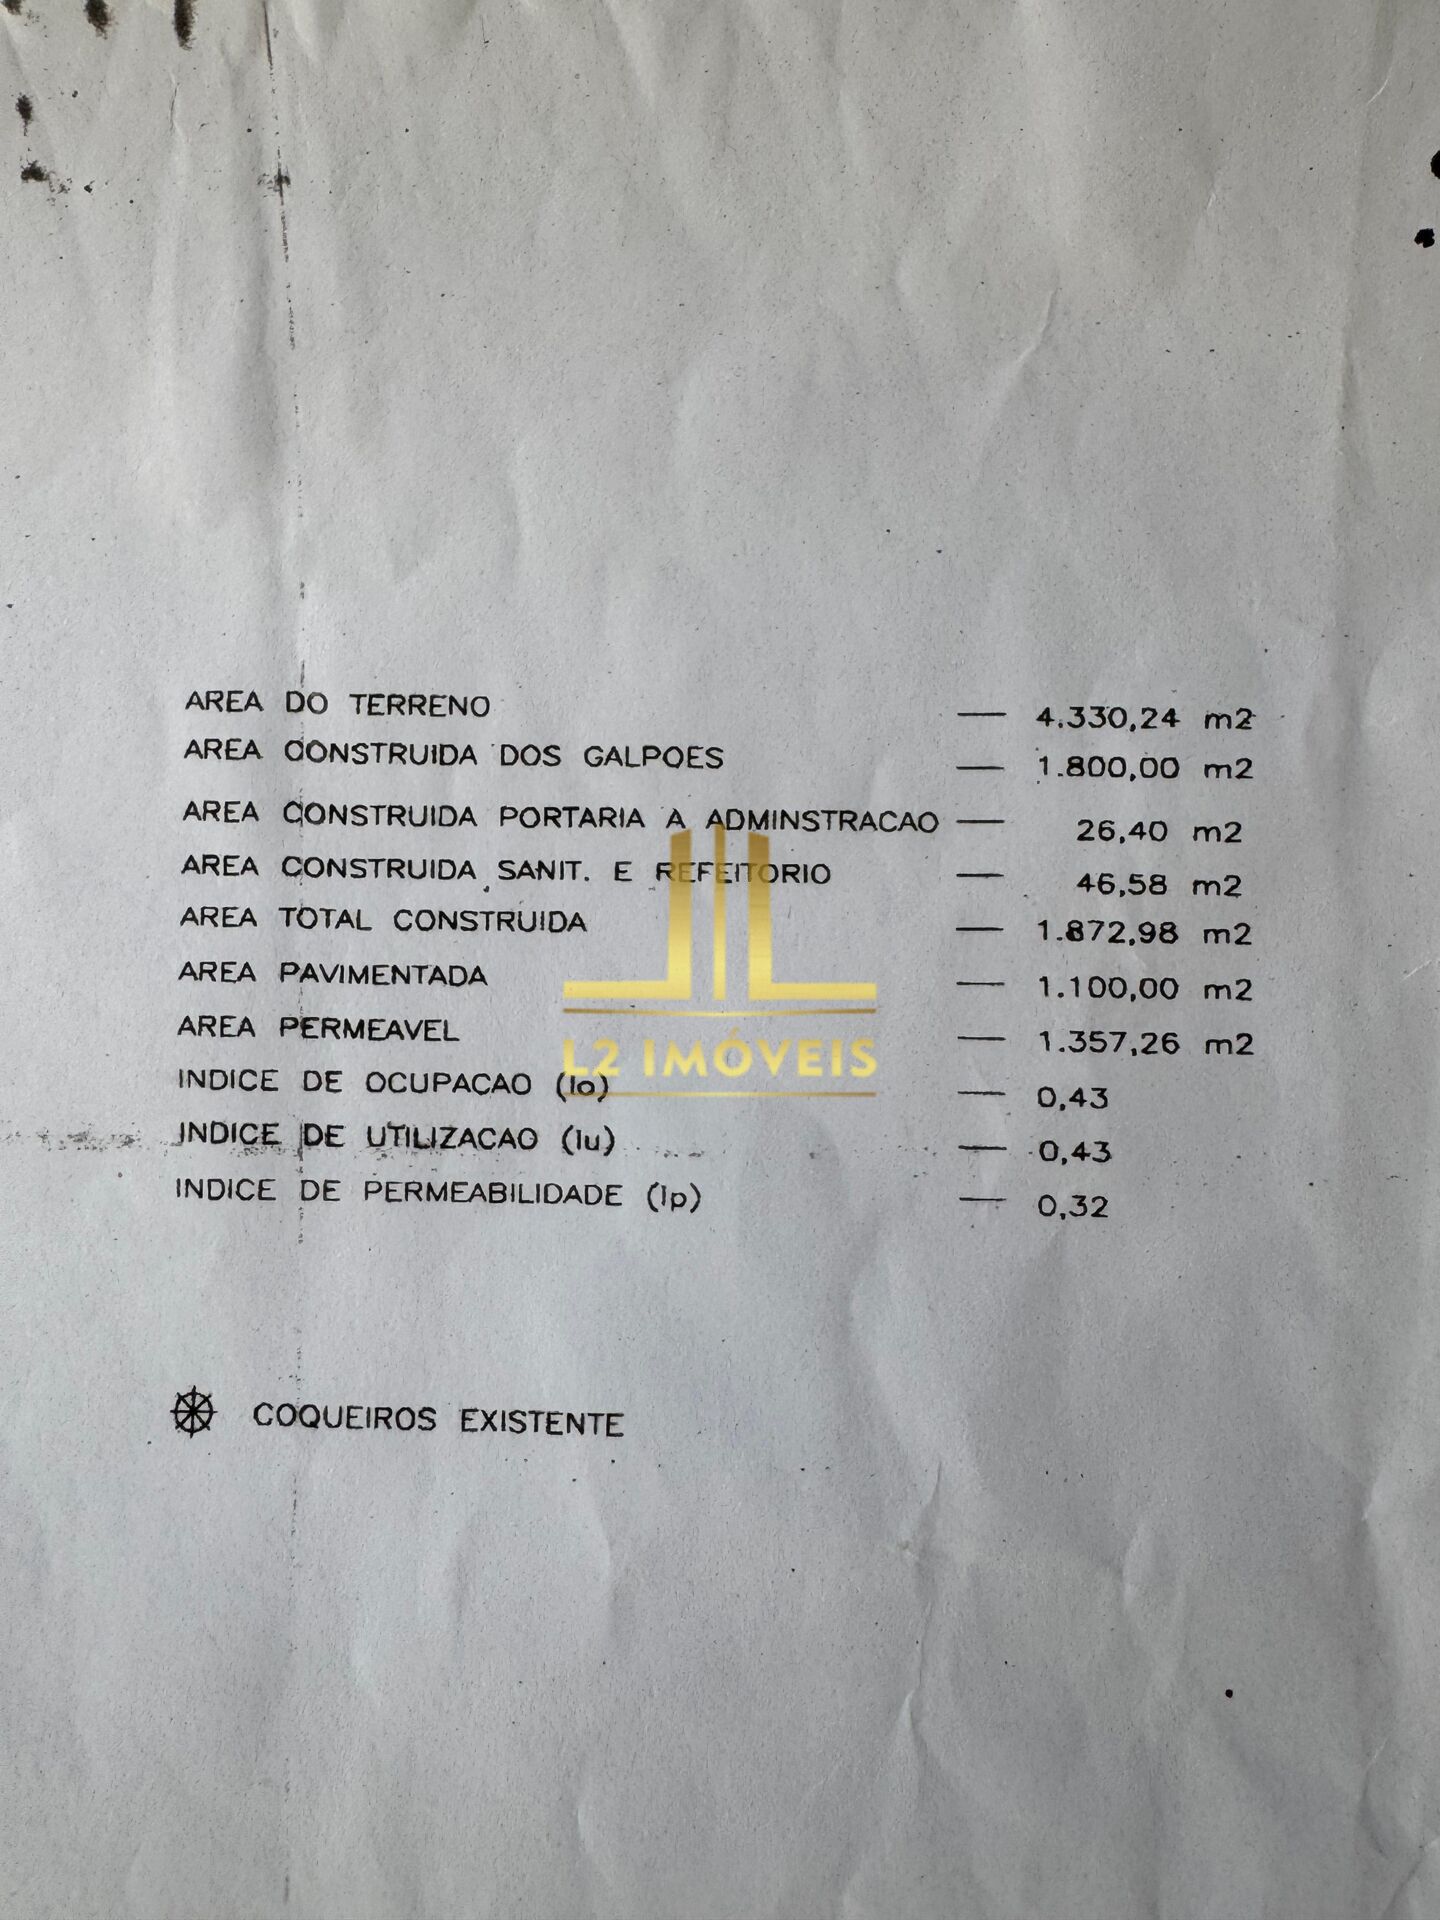 AREA DO TERRENO — 4.330,24 m2
AREA CONSTRUIDA DOS GALPOES — 1.800,00 m2
AREA CONSTRUIDA PORTARIA A ADMINSTRACAO — 26,40 m2
AREA CONSTRUIDA SANIT. E REFEITORIO — 46,58 m2
AREA TOTAL CONSTRUIDA — 1.872,98 m2
AREA PAVIMENTADA — 1.100,00 m2
AREA PERMEAVEL — 1.357,26 m2
L2 IMÓVEIS
INDICE DE OCUPACAO (Io) — 0,43
INDICE DE UTILIZACAO (Iu) — 0,43
INDICE DE PERMEABILIDADE (Ip) — 0,32
COQUEIROS EXISTENTE